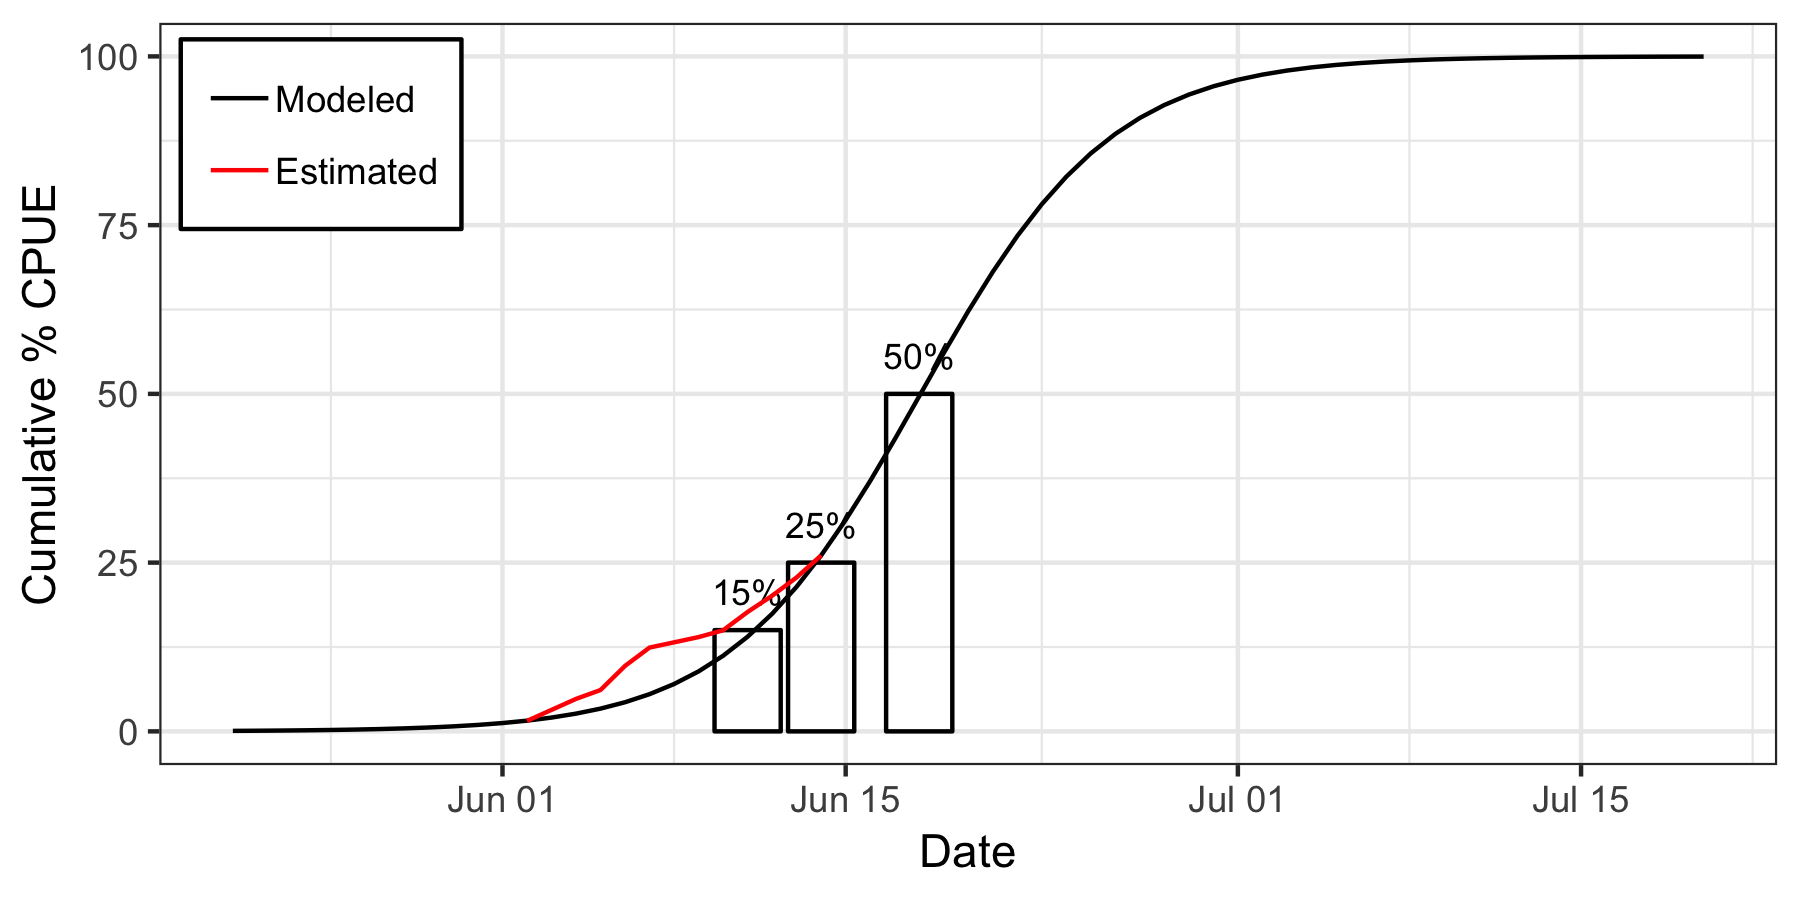 Cumulative % CPUE
100
75
50
25
0
Modeled
Estimated
50%
25%
15%
Jun 01
Jun 15
Jul 01
Jul 15
Date